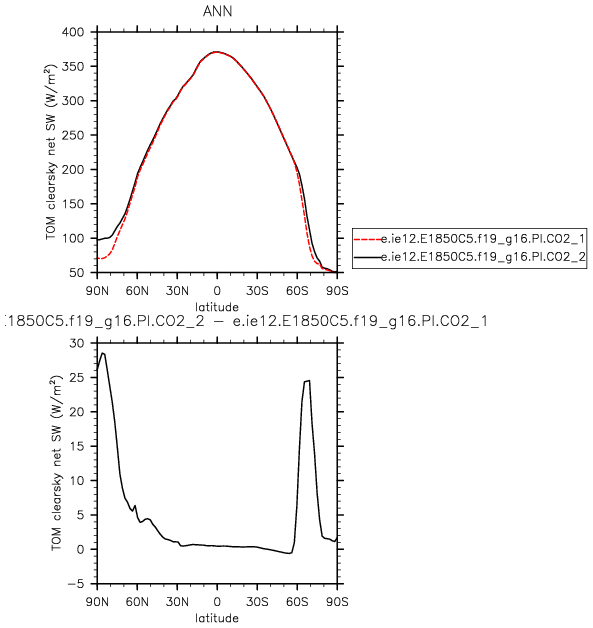 ANN
TOM clearsky net SW (W/m²)
400
350
300
250
200
150
100
50
90N 60N 30N 0 30S 60S 90S
latitude
e.ie12.E1850C5.f19_g16.PI.CO2_1
e.ie12.E1850C5.f19_g16.PI.CO2_2
:1850C5.f19_g16.PI.CO2_2 – e.ie12.E1850C5.f19_g16.PI.CO2_1
TOM clearsky net SW (W/m²)
30
25
20
15
10
5
0
−5
90N 60N 30N 0 30S 60S 90S
latitude